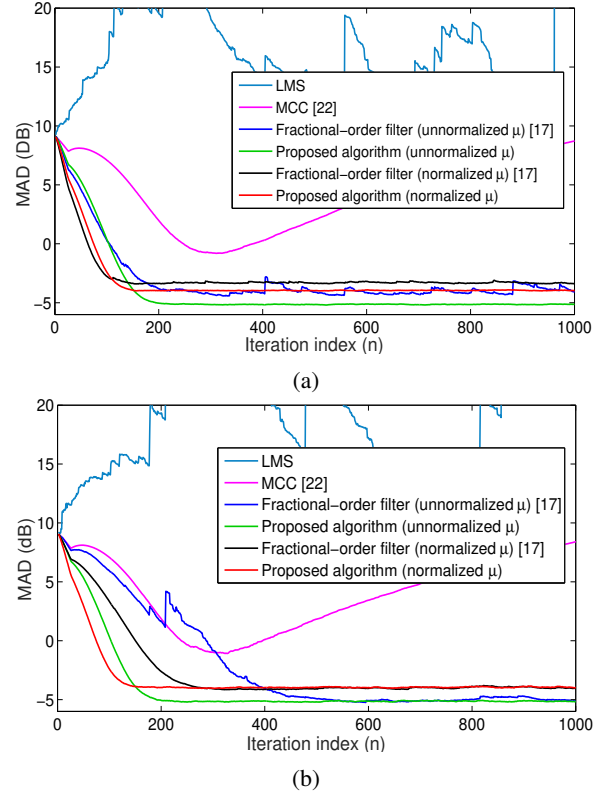 20
15
10
5
0
−5
MAD (DB)
LMS
MCC [22]
Fractional−order filter (unnormalized μ) [17]
Proposed algorithm (unnormalized μ)
Fractional−order filter (normalized μ) [17]
Proposed algorithm (normalized μ)
0 200 400 600 800 1000
Iteration index (n)
(a)
20
15
10
5
0
−5
MAD (dB)
LMS
MCC [22]
Fractional−order filter (unnormalized μ) [17]
Proposed algorithm (unnormalized μ)
Fractional−order filter (normalized μ) [17]
Proposed algorithm (normalized μ)
0 200 400 600 800 1000
Iteration index (n)
(b)